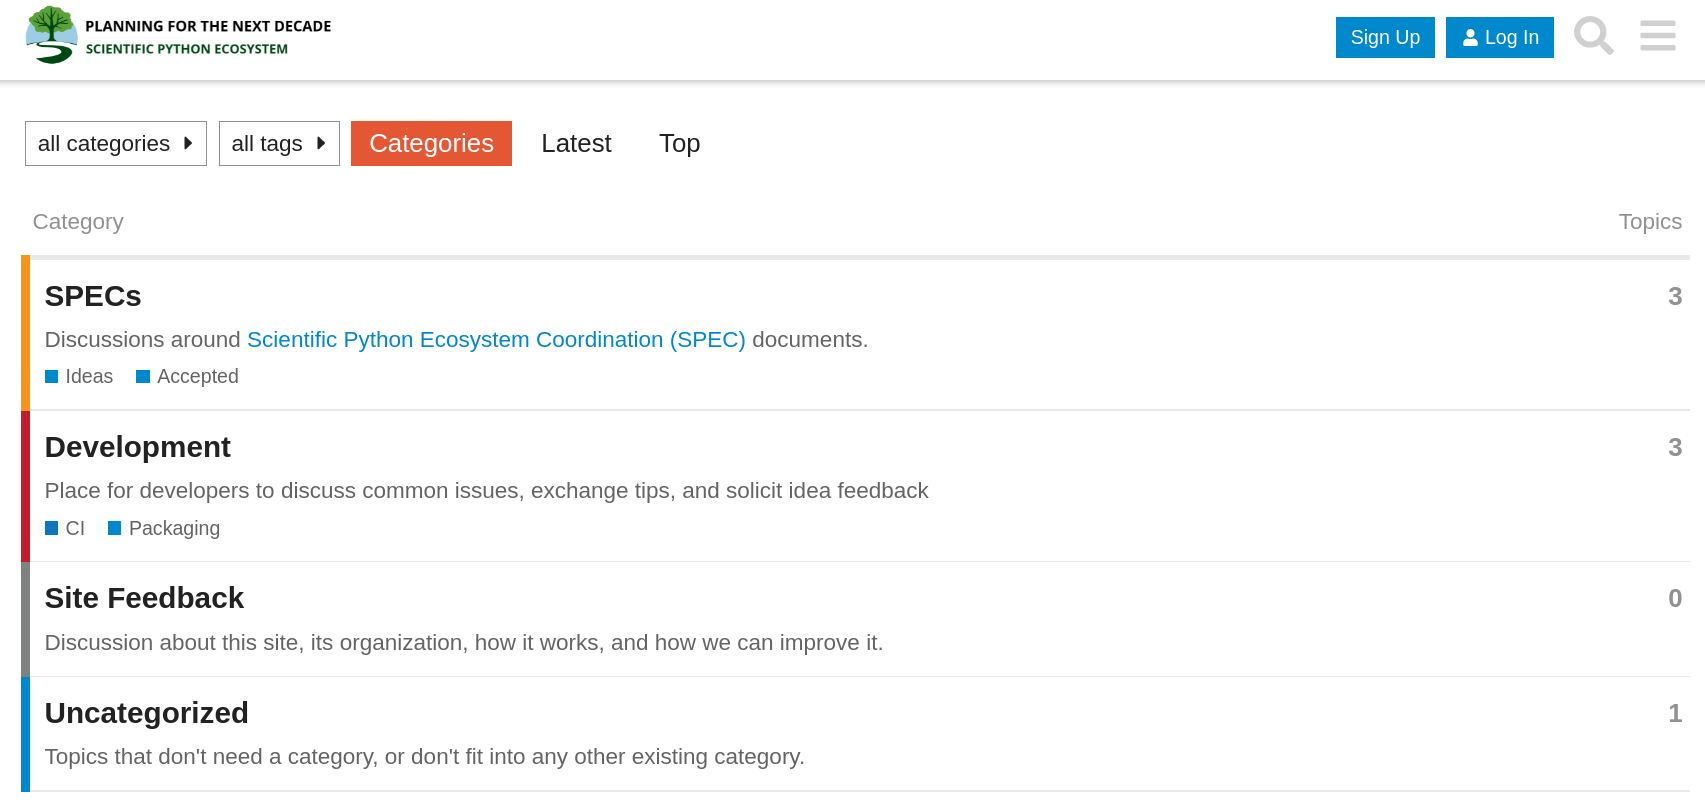 PLANNING FOR THE NEXT DECADE
SCIENTIFIC PYTHON ECOSYSTEM
Sign Up
Log In
all categories
all tags
Categories
Latest
Top
Category
Topics
SPECs
3
Discussions around Scientific Python Ecosystem Coordination (SPEC) documents.
Ideas
Accepted
Development
3
Place for developers to discuss common issues, exchange tips, and solicit idea feedback
CI
Packaging
Site Feedback
0
Discussion about this site, its organization, how it works, and how we can improve it.
Uncategorized
1
Topics that don't need a category, or don't fit into any other existing category.